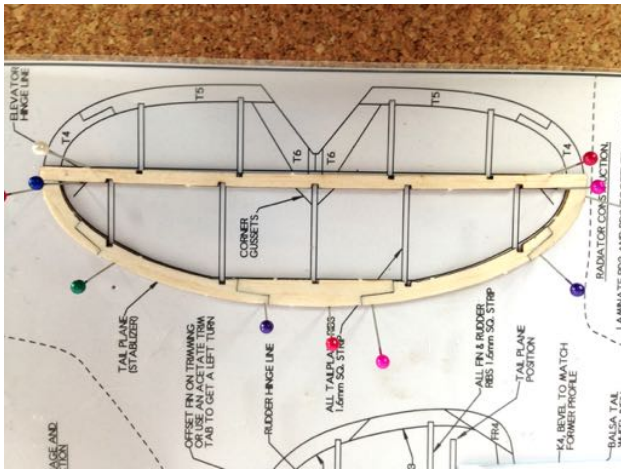 ELEVATOR
HINGE LINE
T4
T5
T6
T6
T5
T4
CORNER
GUSSETS
TAIL PLANE
(STABLIZER)
OFFSET FIN ON TRIMMING
OR USE AN ACETATE TRIM
TAB TO GET A LEFT TURN
RUDDER HINGE LINE
ALL TAILPLANE RIBS
1.6mm SQ. STRIP
ALL FIN & RUDDER
RIBS 1.6mm SQ. STRIP
TAIL PLANE
POSITION
FR4
K4, BEVEL TO MATCH
FORMER PROFILE
RADIATOR CONSTRUCTION.
BALSA TAIL